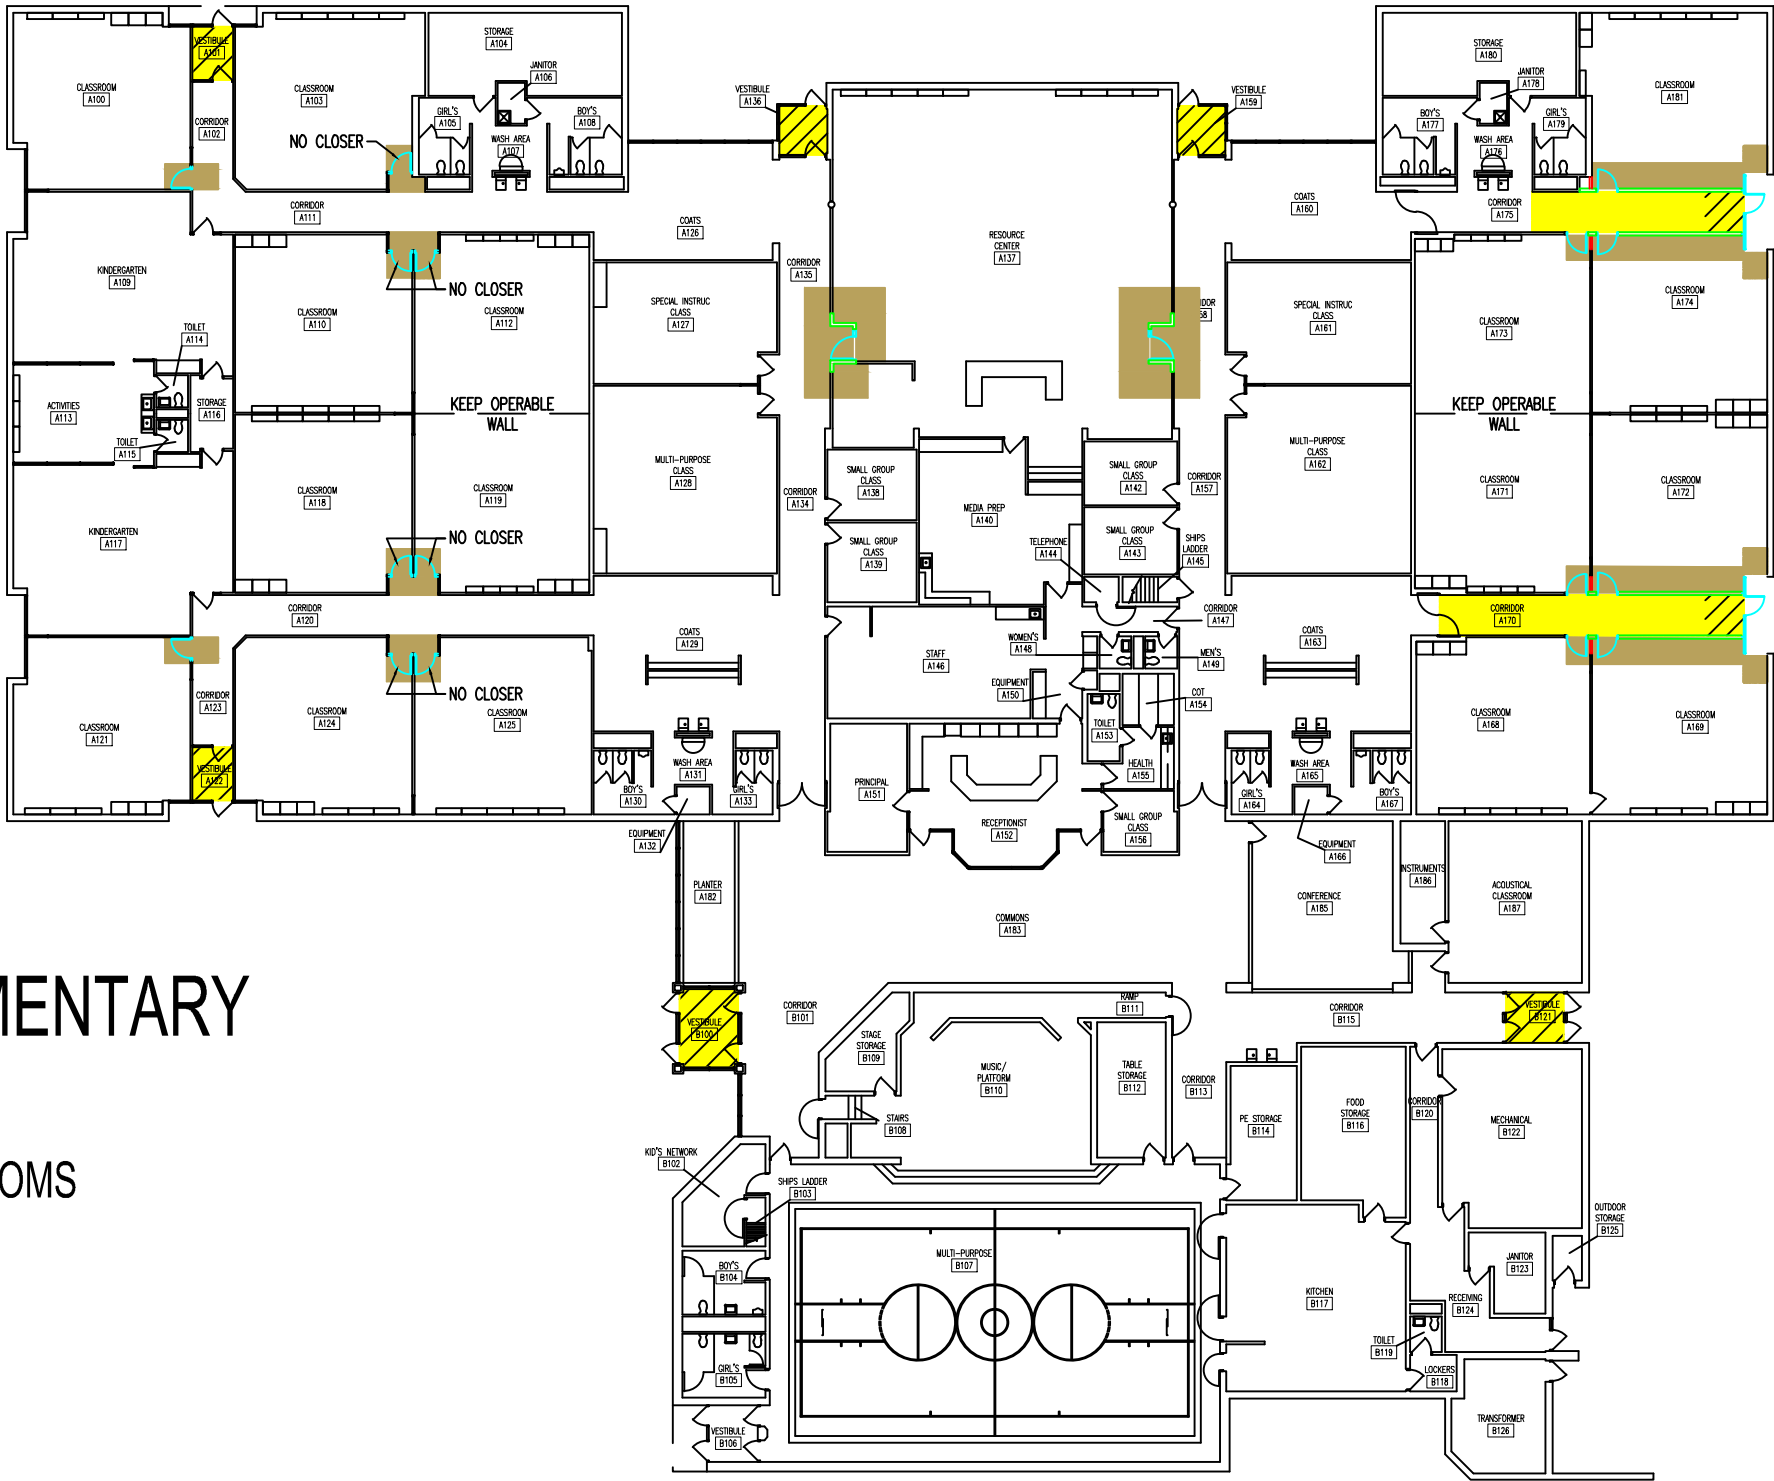 CLASSROOM
A100
VESTIBULE
A101
CORRIDOR
A102
CLASSROOM
A103
NO CLOSER
STORAGE
A104
GIRL'S
A105
JANITOR
A106
WASH AREA
A107
BOY'S
A108
VESTIBULE
A136
VESTIBULE
A159
STORAGE
A180
JANITOR
A178
BOY'S
A177
WASH AREA
A176
GIRL'S
A179
CLASSROOM
A181
CORRIDOR
A111
COATS
A126
RESOURCE
CENTER
A137
COATS
A160
CORRIDOR
A175
KINDERGARTEN
A109
CLASSROOM
A110
NO CLOSER
CLASSROOM
A112
SPECIAL INSTRUC
CLASS
A127
CORRIDOR
A135
IDOR
58
SPECIAL INSTRUC
CLASS
A161
CLASSROOM
A173
CLASSROOM
A174
TOILET
A114
ACTIVITIES
A113
STORAGE
A116
TOILET
A115
KEEP OPERABLE
WALL
KEEP OPERABLE
WALL
KINDERGARTEN
A117
CLASSROOM
A118
CLASSROOM
A119
NO CLOSER
MULTI-PURPOSE
CLASS
A128
CORRIDOR
A134
SMALL GROUP
CLASS
A138
SMALL GROUP
CLASS
A139
MEDIA PREP
A140
SMALL GROUP
CLASS
A142
SMALL GROUP
CLASS
A143
TELEPHONE
A144
SHIPS
LADDER
A145
CORRIDOR
A157
MULTI-PURPOSE
CLASS
A162
CLASSROOM
A171
CLASSROOM
A172
CORRIDOR
A120
COATS
A129
STAFF
A146
CORRIDOR
A147
WOMEN'S
A148
MEN'S
A149
EQUIPMENT
A150
COT
A154
TOILET
A153
HEALTH
A155
COATS
A163
CORRIDOR
A170
CLASSROOM
A121
CORRIDOR
A123
VESTIBULE
A122
CLASSROOM
A124
NO CLOSER
CLASSROOM
A125
BOY'S
A130
WASH AREA
A131
GIRL'S
A133
EQUIPMENT
A132
PRINCIPAL
A151
RECEPTIONIST
A152
SMALL GROUP
CLASS
A156
GIRL'S
A164
WASH AREA
A165
BOY'S
A167
EQUIPMENT
A166
CLASSROOM
A168
CLASSROOM
A169
PLANTER
A182
COMMONS
A183
CONFERENCE
A185
INSTRUMENTS
A186
ACOUSTICAL
CLASSROOM
A187
MENTARY
OMS
VESTIBULE
B100
CORRIDOR
B101
STAGE
STORAGE
B109
MUSIC/
PLATFORM
B110
RAMP
B111
TABLE
STORAGE
B112
CORRIDOR
B113
STAIRS
B108
CORRIDOR
B115
VESTIBULE
B121
PE STORAGE
B114
FOOD
STORAGE
B116
CORRIDOR
B120
MECHANICAL
B122
KID'S NETWORK
B102
SHIPS LADDER
B103
BOY'S
B104
GIRL'S
B105
VESTIBULE
B106
MULTI-PURPOSE
B107
KITCHEN
B117
OUTDOOR
STORAGE
B125
JANITOR
B123
RECEIVING
B124
TOILET
B119
LOCKERS
B118
TRANSFORMER
B126